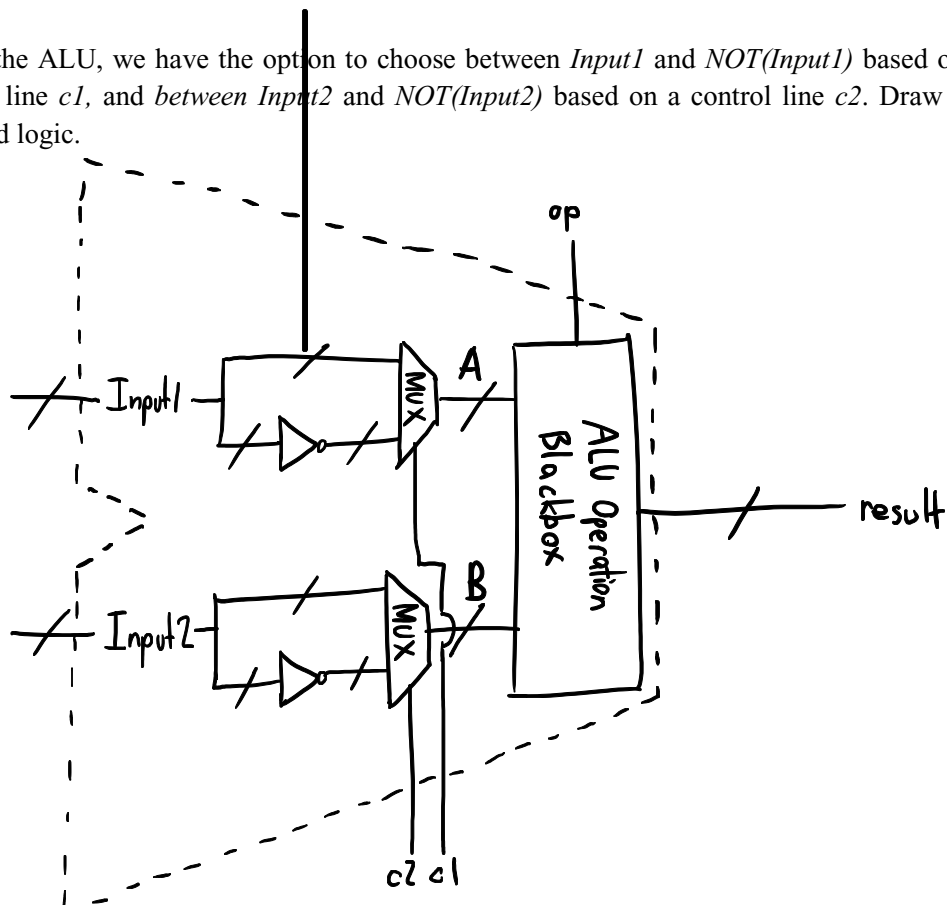 the ALU, we have the option to choose between Input1 and NOT(Input1) based o
line c1, and between Input2 and NOT(Input2) based on a control line c2. Draw
d logic.
op
A
Input1
MUX
ALU Operation
Blackbox
result
B
Input2
MUX
c2 c1